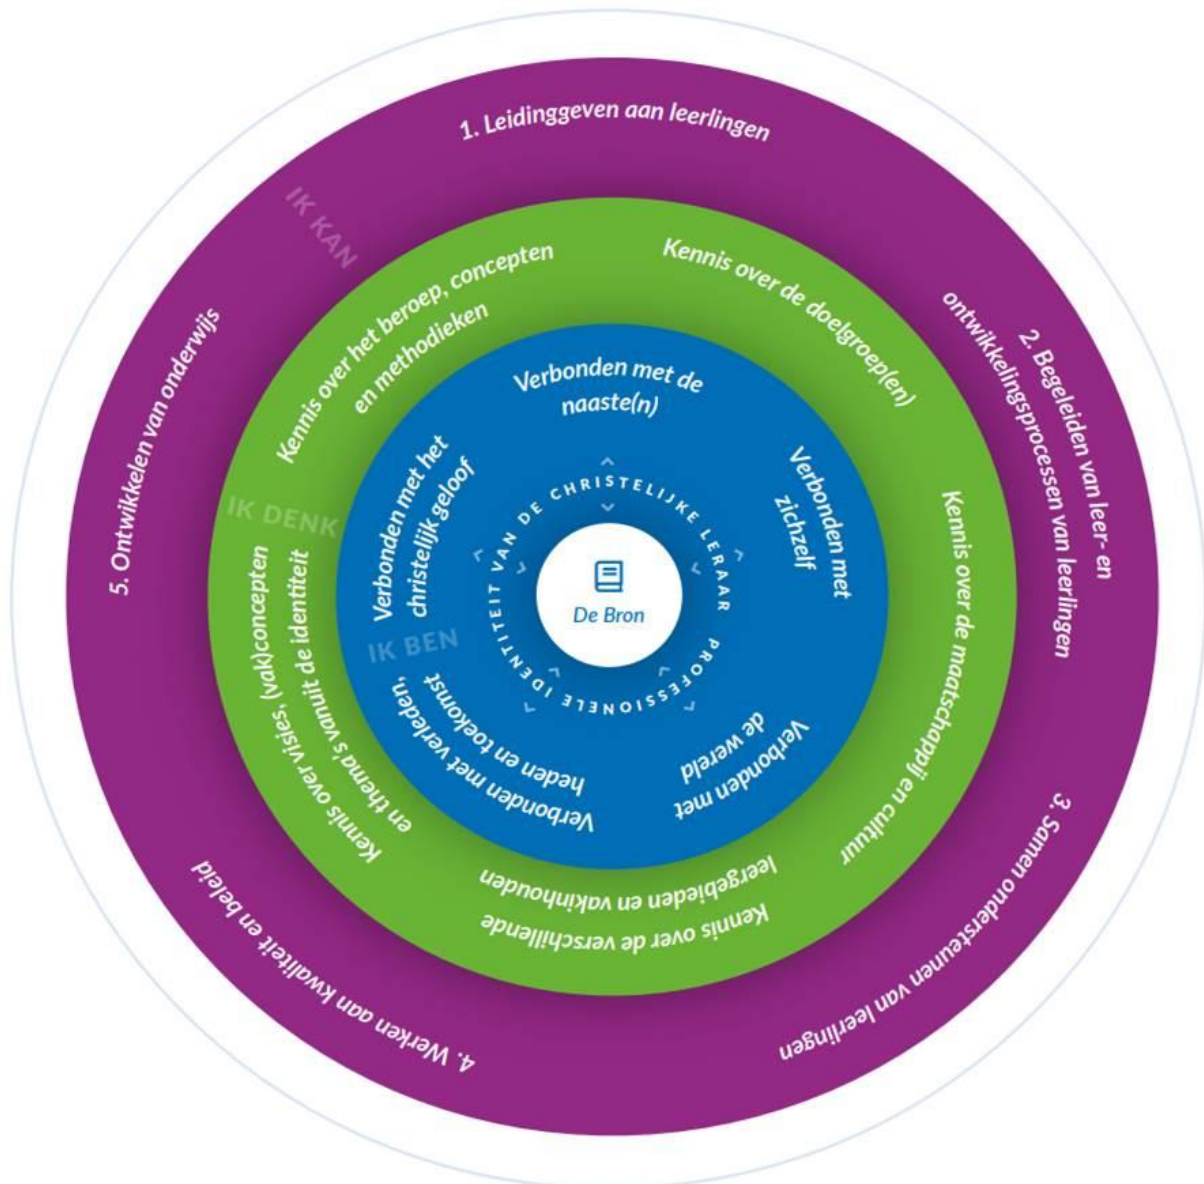 1. Leidinggeven aan leerlingen
2. Begeleiden van leer- en
ontwikkelingsprocessen van leerlingen
3. Samen ondersteunen van leerlingen
4. Werken aan kwaliteit en beleid
5. Ontwikkelen van onderwijs
IK KAN
Kennis over de doelgroep(en)
Kennis over de maatschappij en cultuur
Kennis over de verschillende
leergebieden en vakinhouden
Kennis over visies, (vak)concepten
en thema's vanuit de identiteit
IK DENK
Kennis over het beroep, concepten
en methodieken
Verbonden met de
naaste(n)
Verbonden met
zichzelf
Verbonden met
de wereld
Verbonden met verleden,
heden en toekomst
IK BEN
Verbonden met het
christelijk geloof
PROFESSIONELE IDENTITEIT VAN DE CHRISTELIJKE LERAAR
De Bron